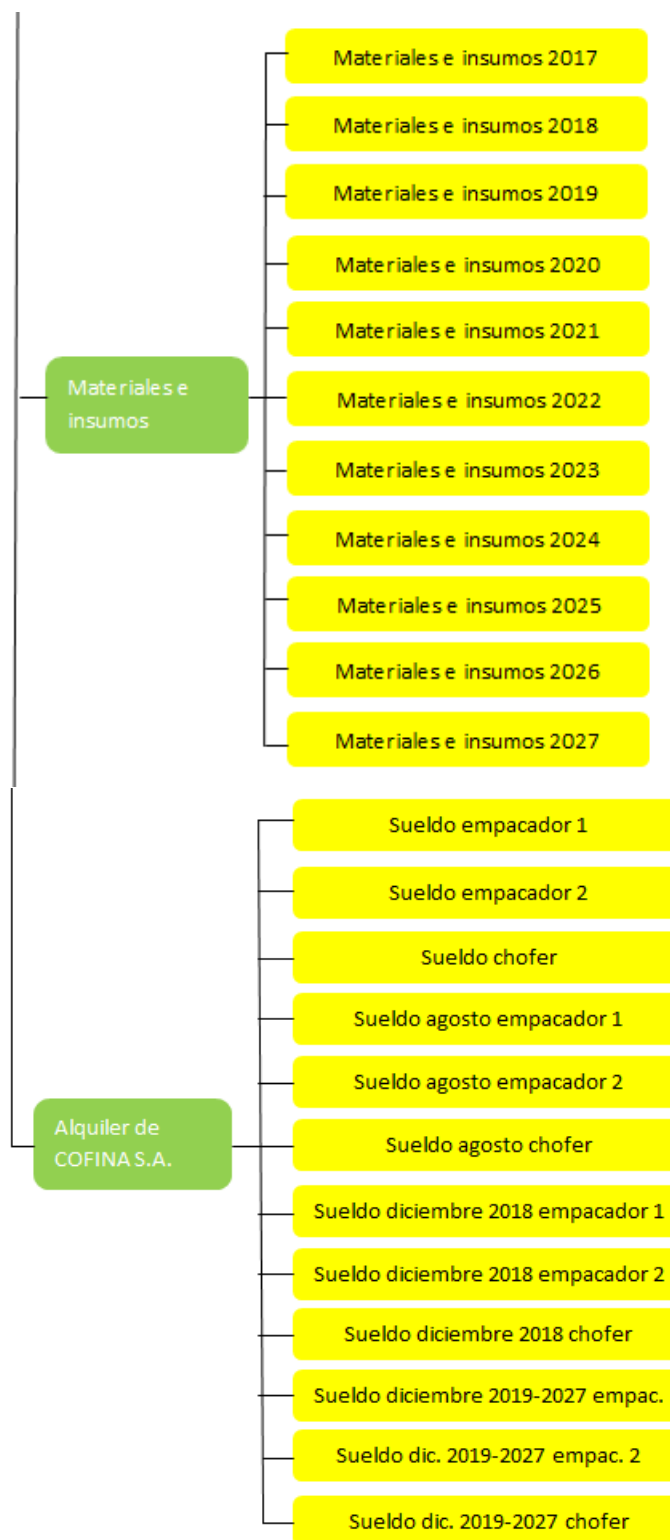 Materiales e insumos 2017
Materiales e insumos 2018
Materiales e insumos 2019
Materiales e insumos 2020
Materiales e insumos 2021
Materiales e
insumos
Materiales e insumos 2022
Materiales e insumos 2023
Materiales e insumos 2024
Materiales e insumos 2025
Materiales e insumos 2026
Materiales e insumos 2027
Sueldo empacador 1
Sueldo empacador 2
Sueldo chofer
Sueldo agosto empacador 1
Sueldo agosto empacador 2
Alquiler de
COFINA S.A.
Sueldo agosto chofer
Sueldo diciembre 2018 empacador 1
Sueldo diciembre 2018 empacador 2
Sueldo diciembre 2018 chofer
Sueldo diciembre 2019-2027 empac.
Sueldo dic. 2019-2027 empac. 2
Sueldo dic. 2019-2027 chofer